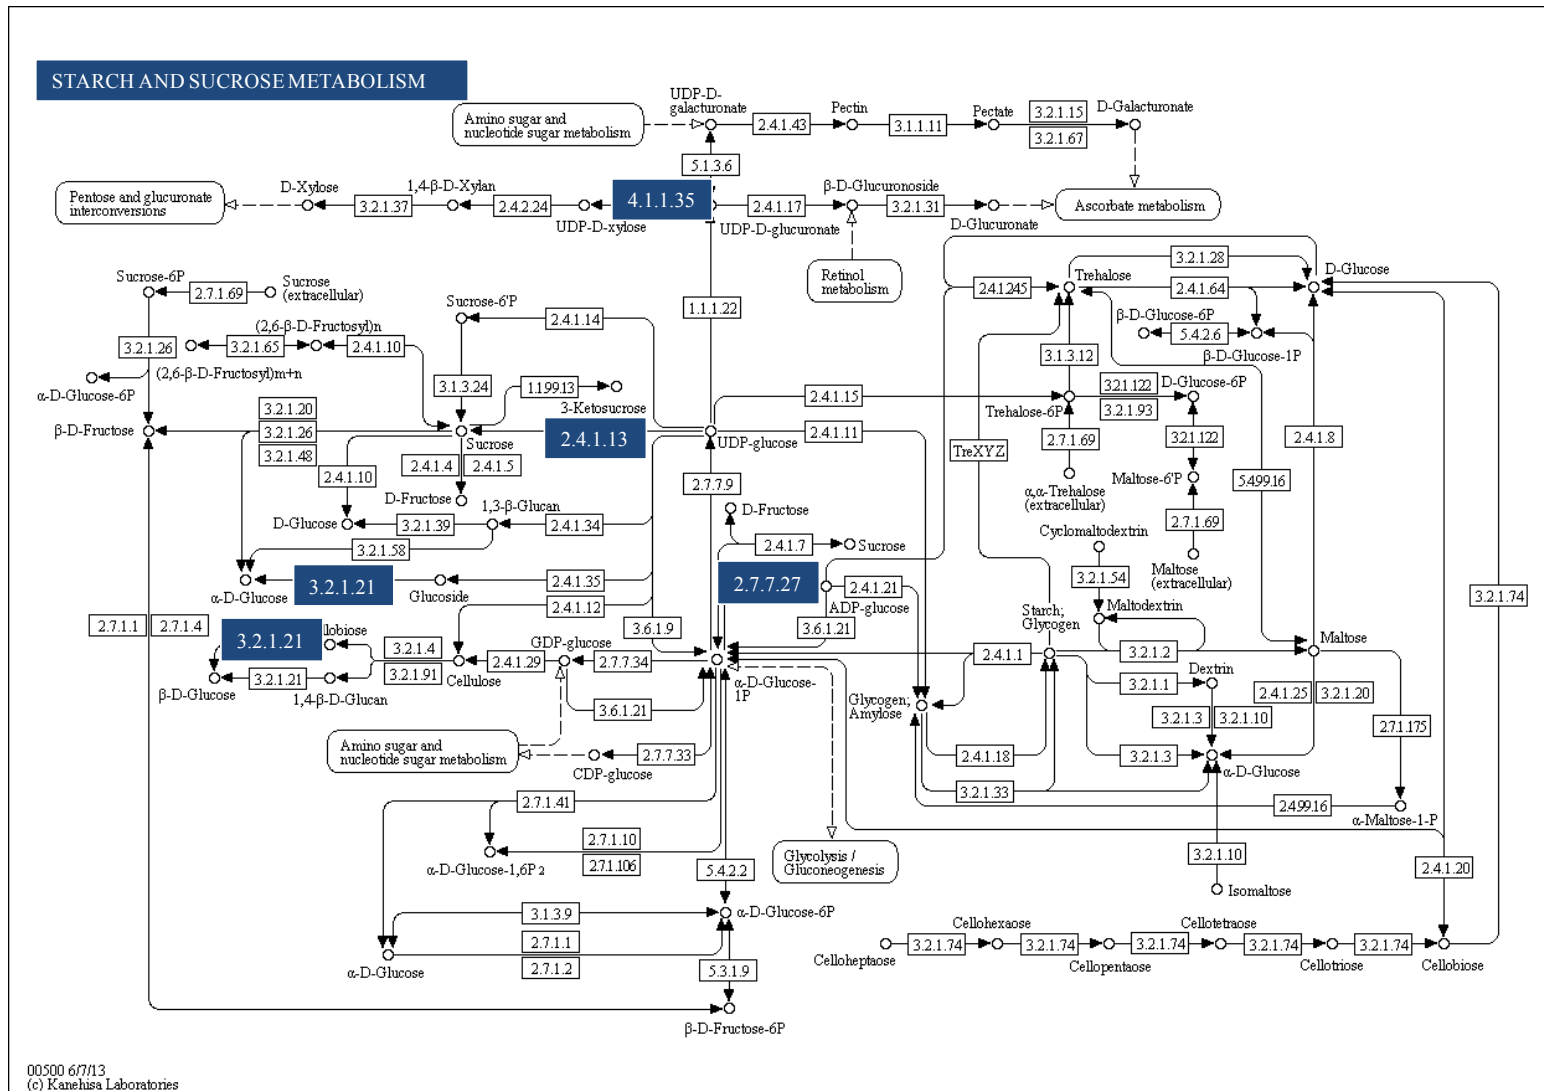 STARCH AND SUCROSE METABOLISM
UDP-D-
galacturonate
Pectin
Pectate
3.2.1.15
D-Galacturonate
Amino sugar and
nucleotide sugar metabolism
2.4.1.43
3.1.1.11
3.2.1.67
5.1.3.6
Pentose and glucuronate
interconversions
D-Xylose
3.2.1.37
1,4-β-D-Xylan
2.4.2.24
UDP-D-xylose
4.1.1.35
2.4.1.17
UDP-D-glucuronate
β-D-Glucuronoside
3.2.1.31
D-Glucuronate
Ascorbate metabolism
Retinol
metabolism
Sucrose-6P
2.7.1.69
Sucrose
(extracellular)
Sucrose-6'P
2.4.1.14
1.1.1.22
2.4.1.245
Trehalose
3.2.1.28
2.4.1.64
D-Glucose
β-D-Glucose-6P
5.4.2.6
β-D-Glucose-1P
3.2.1.26
(2,6-β-D-Fructosyl)n
3.2.1.65
2.4.1.10
(2,6-β-D-Fructosyl)m+n
α-D-Glucose-6P
3.1.3.24
1.1.99.13
3-Ketosucrose
3.1.3.12
2.4.1.15
Trehalose-6P
3.2.1.122
3.2.1.93
D-Glucose-6P
β-D-Fructose
3.2.1.20
3.2.1.26
3.2.1.48
Sucrose
2.4.1.13
UDP-glucose
2.4.1.11
2.7.1.69
3.2.1.122
2.4.1.8
TreXYZ
2.4.1.10
2.4.1.4
2.4.1.5
D-Fructose
2.7.7.9
α,α-Trehalose
(extracellular)
Maltose-6'P
5.4.99.16
2.7.1.69
D-Glucose
3.2.1.39
1,3-β-Glucan
2.4.1.34
D-Fructose
3.2.1.58
2.4.1.7
Sucrose
Cyclomaltodextrin
Maltose
(extracellular)
3.2.1.54
α-D-Glucose
3.2.1.21
Glucoside
2.4.1.35
2.7.7.27
2.4.1.21
ADP-glucose
Maltodextrin
3.2.1.74
2.4.1.12
2.7.1.1
2.7.1.4
3.6.1.9
3.6.1.21
Starch;
Glycogen
3.2.1.21
llobiose
3.2.1.4
3.2.1.91
Cellulose
2.4.1.29
GDP-glucose
2.7.7.34
2.4.1.1
3.2.1.2
Maltose
β-D-Glucose
3.2.1.21
1,4-β-D-Glucan
α-D-Glucose-
1P
Dextrin
3.2.1.1
3.6.1.21
Glycogen;
Amylose
2.4.1.25
3.2.1.20
3.2.1.3
3.2.1.10
2.7.1.175
Amino sugar and
nucleotide sugar metabolism
CDP-glucose
2.7.7.33
2.4.1.18
3.2.1.3
α-D-Glucose
3.2.1.33
2.4.99.16
α-Maltose-1-P
2.7.1.41
2.7.1.10
2.7.1.106
α-D-Glucose-1,6P2
Glycolysis /
Gluconeogenesis
3.2.1.10
2.4.1.20
5.4.2.2
Isomaltose
3.1.3.9
α-D-Glucose-6P
2.7.1.1
2.7.1.2
α-D-Glucose
5.3.1.9
Cellohexaose
Cellotetraose
3.2.1.74
3.2.1.74
3.2.1.74
3.2.1.74
3.2.1.74
Celloheptaose
Cellopentaose
Cellotriose
Cellobiose
β-D-Fructose-6P
00500 6/7/13
(c) Kanehisa Laboratories